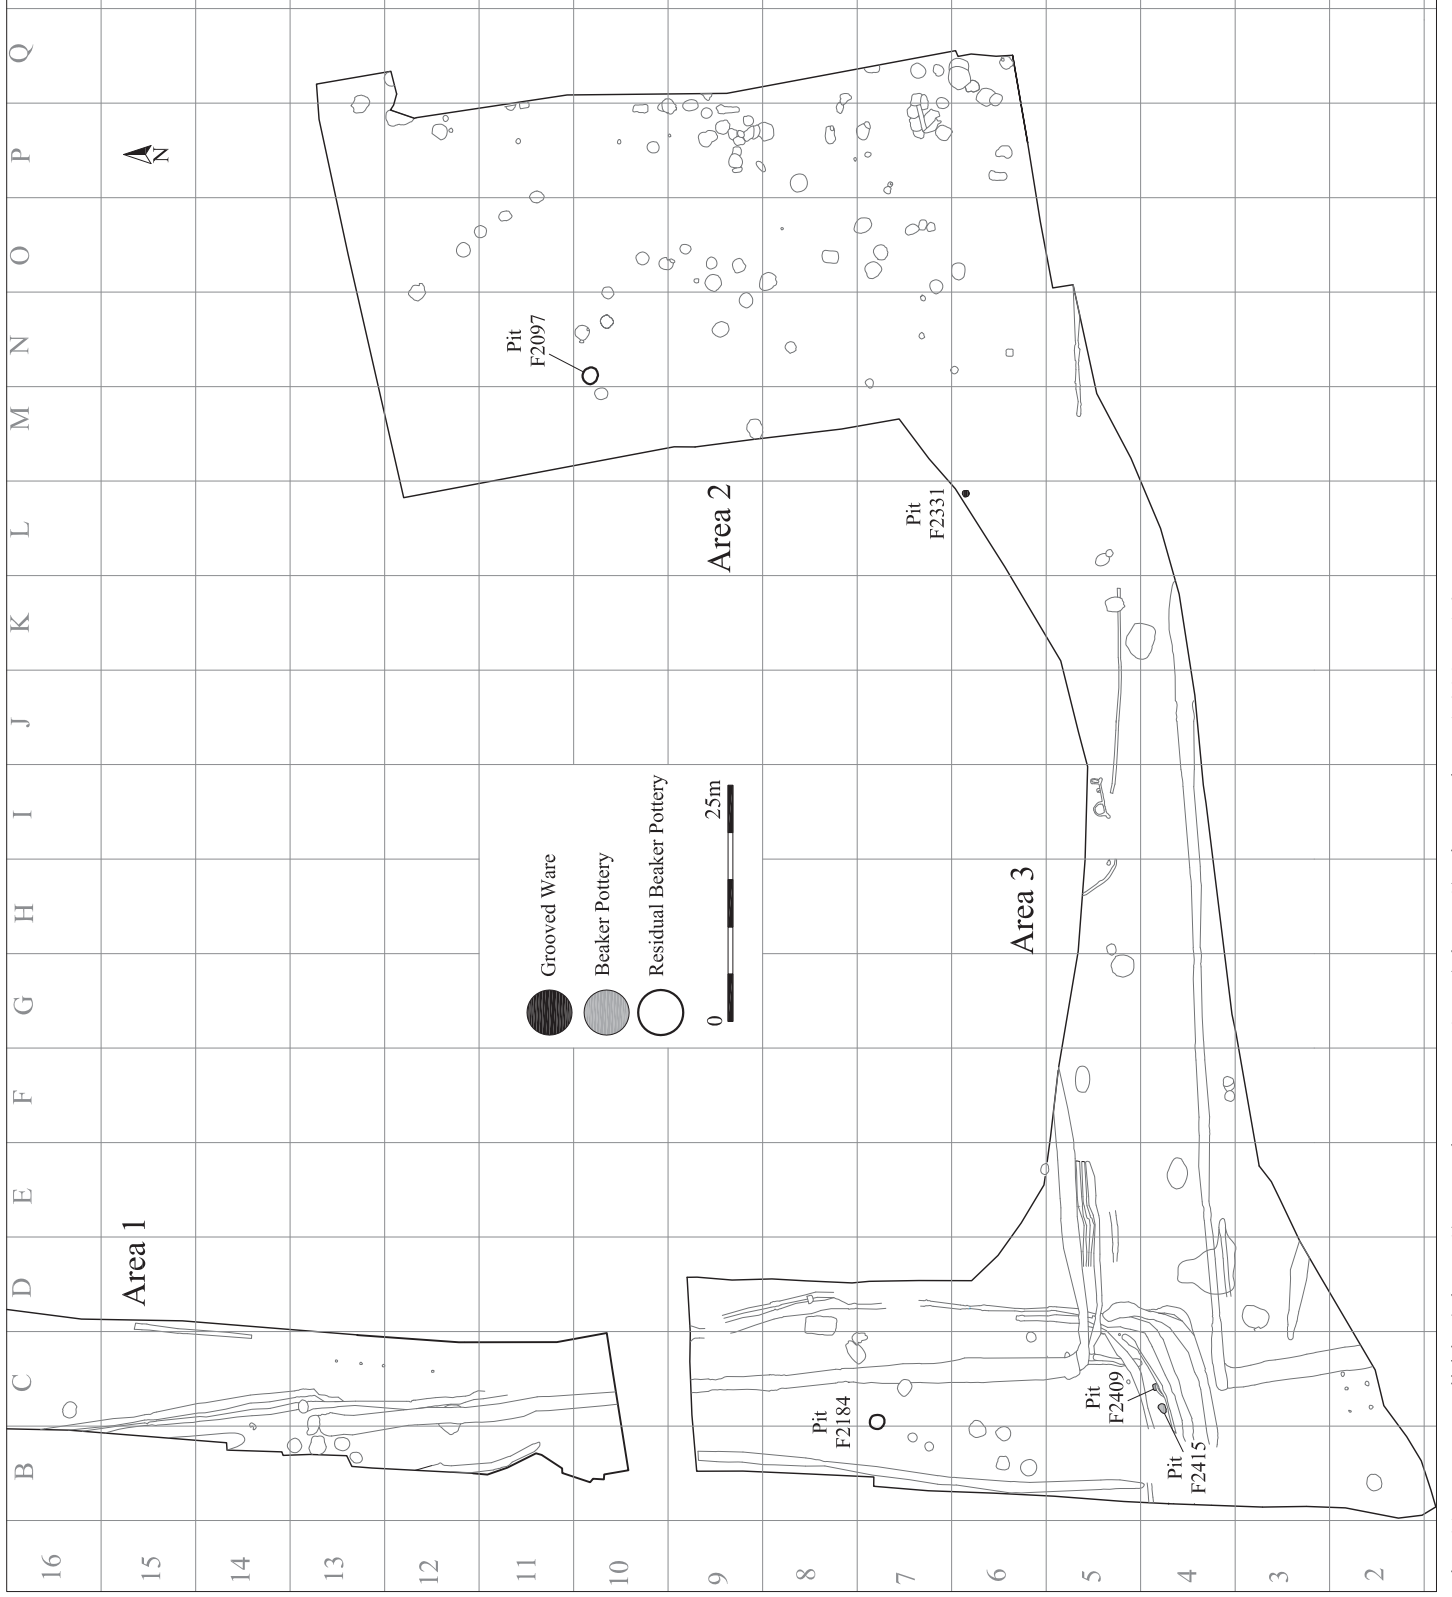 Q
P
O
N
M
L
K
J
I
H
G
F
E
D
C
B
16
15
14
13
12
11
10
9
8
7
6
5
4
3
2
N
Area 1
Area 2
Area 3
Pit
F2097
Pit
F2331
Pit
F2184
Pit
F2409
Pit
F2415
Grooved Ware
Beaker Pottery
Residual Beaker Pottery
0
25m